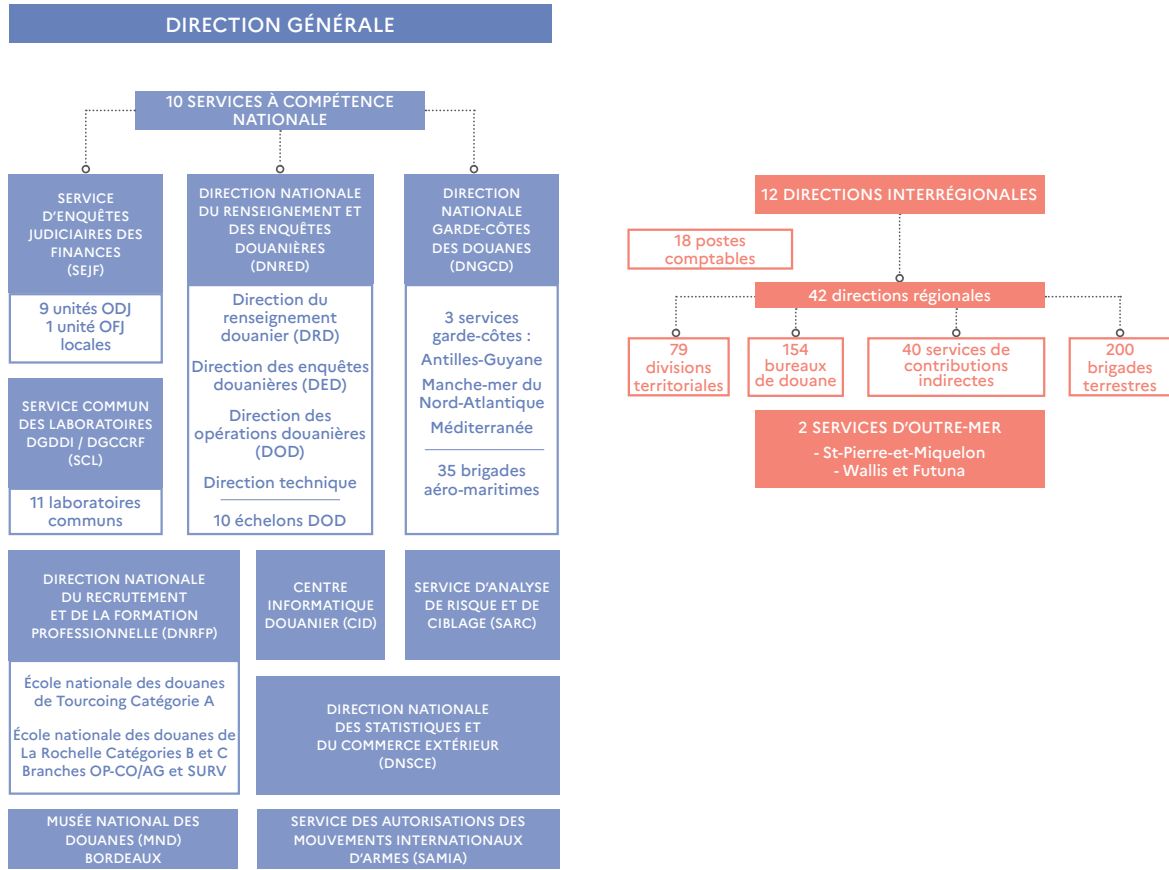 DIRECTION GÉNÉRALE
10 SERVICES À COMPÉTENCE
NATIONALE
SERVICE
D'ENQUÊTES
JUDICIAIRES DES
FINANCES
(SEJF)
9 unités ODJ
1 unité OFJ
locales
SERVICE COMMUN
DES LABORATOIRES
DGDDI / DGCCRF
(SCL)
11 laboratoires
communs
DIRECTION NATIONALE
DU RENSEIGNEMENT ET
DES ENQUÊTES
DOUANIÈRES
(DNRED)
Direction du
renseignement
douanier (DRD)
Direction des enquêtes
douanières (DED)
Direction des
opérations douanières
(DOD)
Direction technique
10 échelons DOD
DIRECTION
NATIONALE
GARDE-CÔTES
DES DOUANES
(DNGCD)
3 services
garde-côtes :
Antilles-Guyane
Manche-mer du
Nord-Atlantique
Méditerranée
35 brigades
aéro-maritimes
DIRECTION NATIONALE
DU RECRUTEMENT
ET DE LA FORMATION
PROFESSIONNELLE (DNRFP)
École nationale des douanes
de Tourcoing Catégorie A
École nationale des douanes de
La Rochelle Catégories B et C
Branches OP-CO/AG et SURV
CENTRE
INFORMATIQUE
DOUANIER (CID)
SERVICE D'ANALYSE
DE RISQUE ET DE
CIBLAGE (SARC)
DIRECTION NATIONALE
DES STATISTIQUES ET
DU COMMERCE EXTÉRIEUR
(DNSCE)
MUSÉE NATIONAL DES
DOUANES (MND)
BORDEAUX
SERVICE DES AUTORISATIONS DES
MOUVEMENTS INTERNATIONAUX
D'ARMES (SAMIA)
12 DIRECTIONS INTERRÉGIONALES
18 postes
comptables
42 directions régionales
79
divisions
territoriales
154
bureaux
de douane
40 services de
contributions
indirectes
200
brigades
terrestres
2 SERVICES D'OUTRE-MER
- St-Pierre-et-Miquelon
- Wallis et Futuna